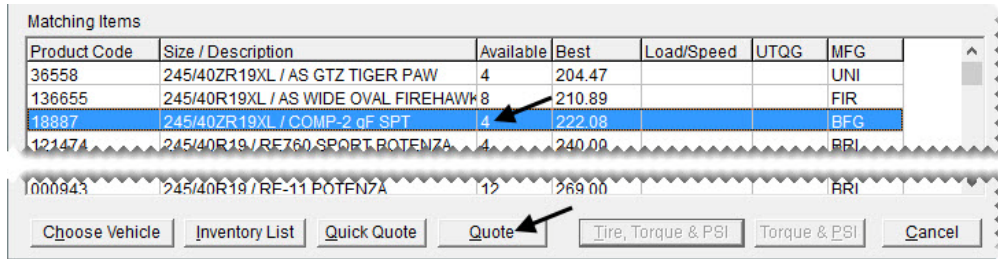 Matching Items
Product Code Size / Description Available Best Load/Speed UTQG MFG
36558 245/40ZR19XL / AS GTZ TIGER PAW 4 204.47 UNI
136655 245/40R19XL / AS WIDE OVAL FIREHAWK 8 210.89 FIR
18887 245/40ZR19XL / COMP-2 gF SPT 4 222.08 BFG
121474 245/40R19 / RE760 SPORT POTENZA 4 240.00 BRI
000943 245/40R19 / RE-11 POTENZA 12 269.00 BRI
Choose Vehicle Inventory List Quick Quote Quote Tire, Torque & PSI Torque & PSI Cancel